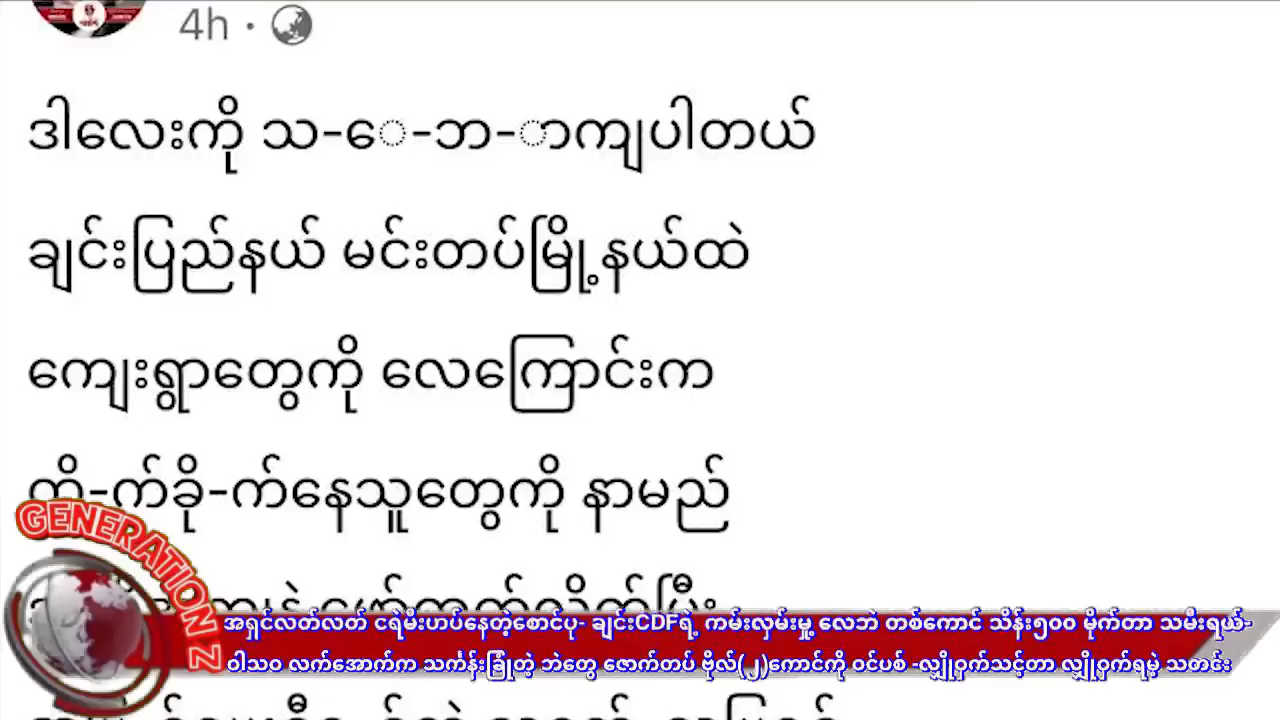 4h ·
ဒါလေးကို သ-ေ-ဘ-ာကျပါတယ်
ချင်းပြည်နယ် မင်းတပ်မြို့နယ်ထဲ
ကျေးရွာတွေကို လေကြောင်းက
တို-က်ခို-က်နေသူတွေကို နာမည်
GENERATION Z
အရှင်လတ်လတ် ငရဲမီးဟပ်နေတဲ့စောင်ပု- ချင်းCDFရဲ့ ကမ်းလှမ်းမှု့ လေဘဲ တစ်ကောင် သိန်း၅၀၀ မိုက်တာ သမီးရယ်-
ဝါသဝ လက်အောက်က သင်္ကန်းခြုံတဲ့ ဘဲတွေ ဇောက်တပ် ဗိုလ်(၂)ကောင်ကို ဝင်ပစ် -လျှိုဝှက်သင့်တာ လျှိုဝှက်ရမှဲ့ သတင်း